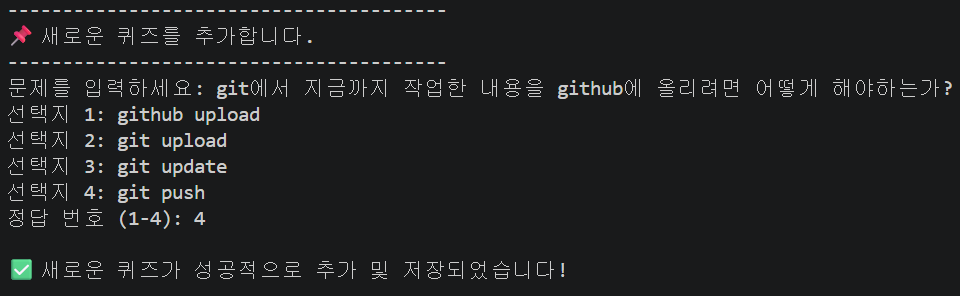 ---------------------------------------
📌 새로운 퀴즈를 추가합니다.
---------------------------------------
문제를 입력하세요: git에서 지금까지 작업한 내용을 github에 올리려면 어떻게 해야하는가?
선택지 1: github upload
선택지 2: git upload
선택지 3: git update
선택지 4: git push
정답 번호 (1-4): 4
✅ 새로운 퀴즈가 성공적으로 추가 및 저장되었습니다!